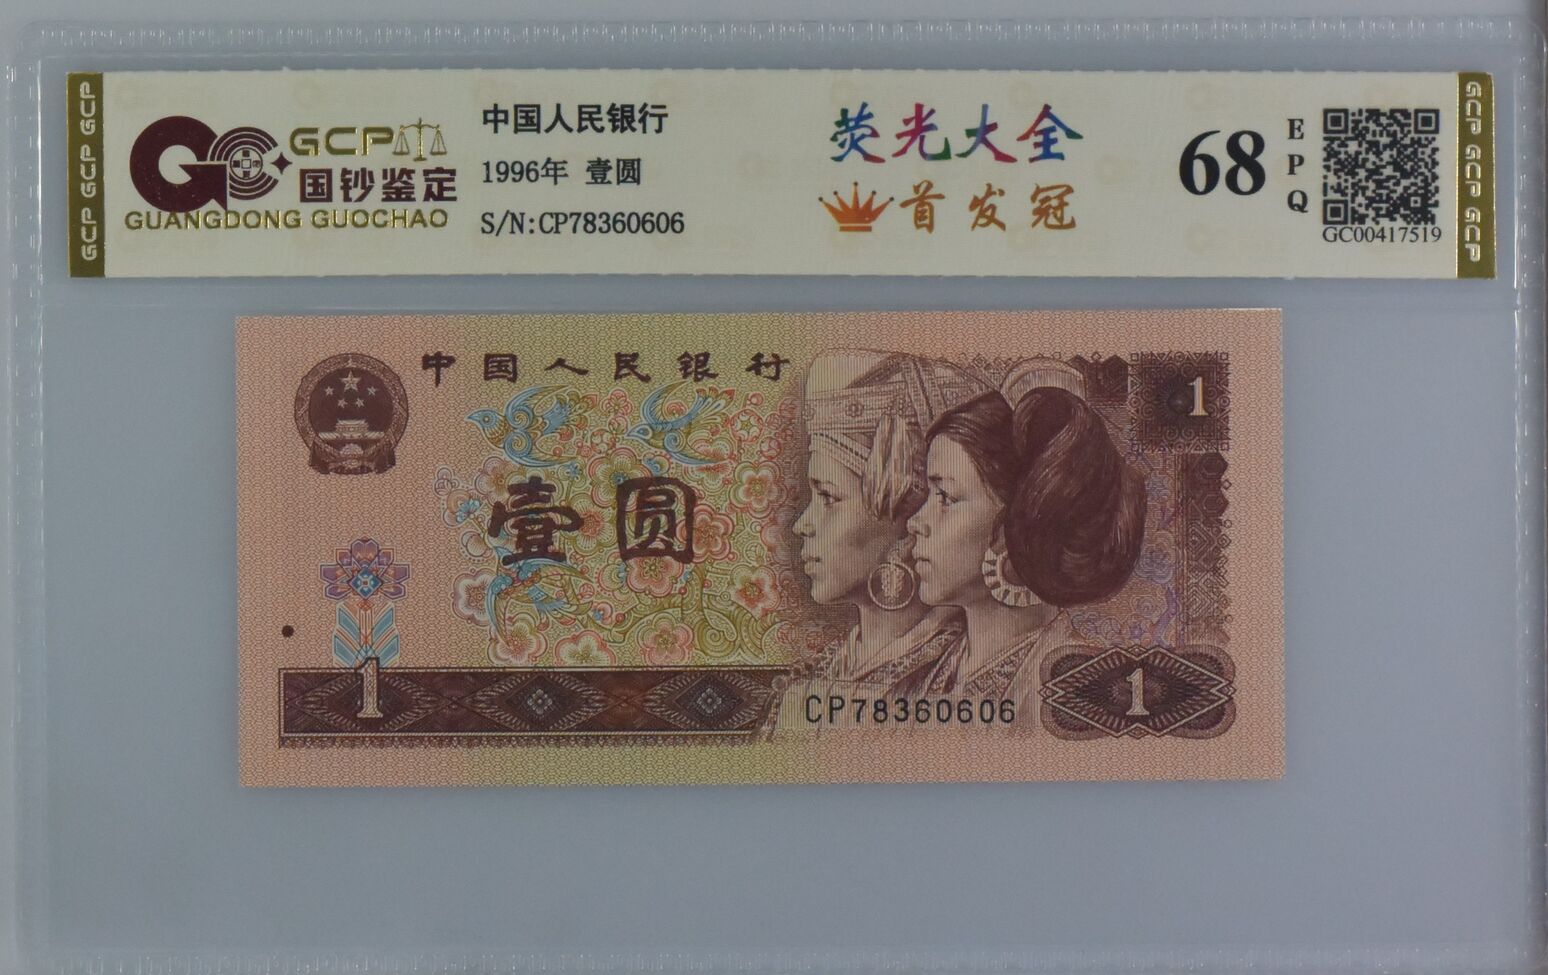 GCP GCP GCP
GCP
国钞鉴定
GUANGDONG GUOCHAO
中国人民银行
1996年 壹圆
S/N:CP78360606
荧光大全
首发冠
68
EPQ
GC00417519
GCP GCP GCP
中国人民银行
1
壹圆
1
CP78360606
1